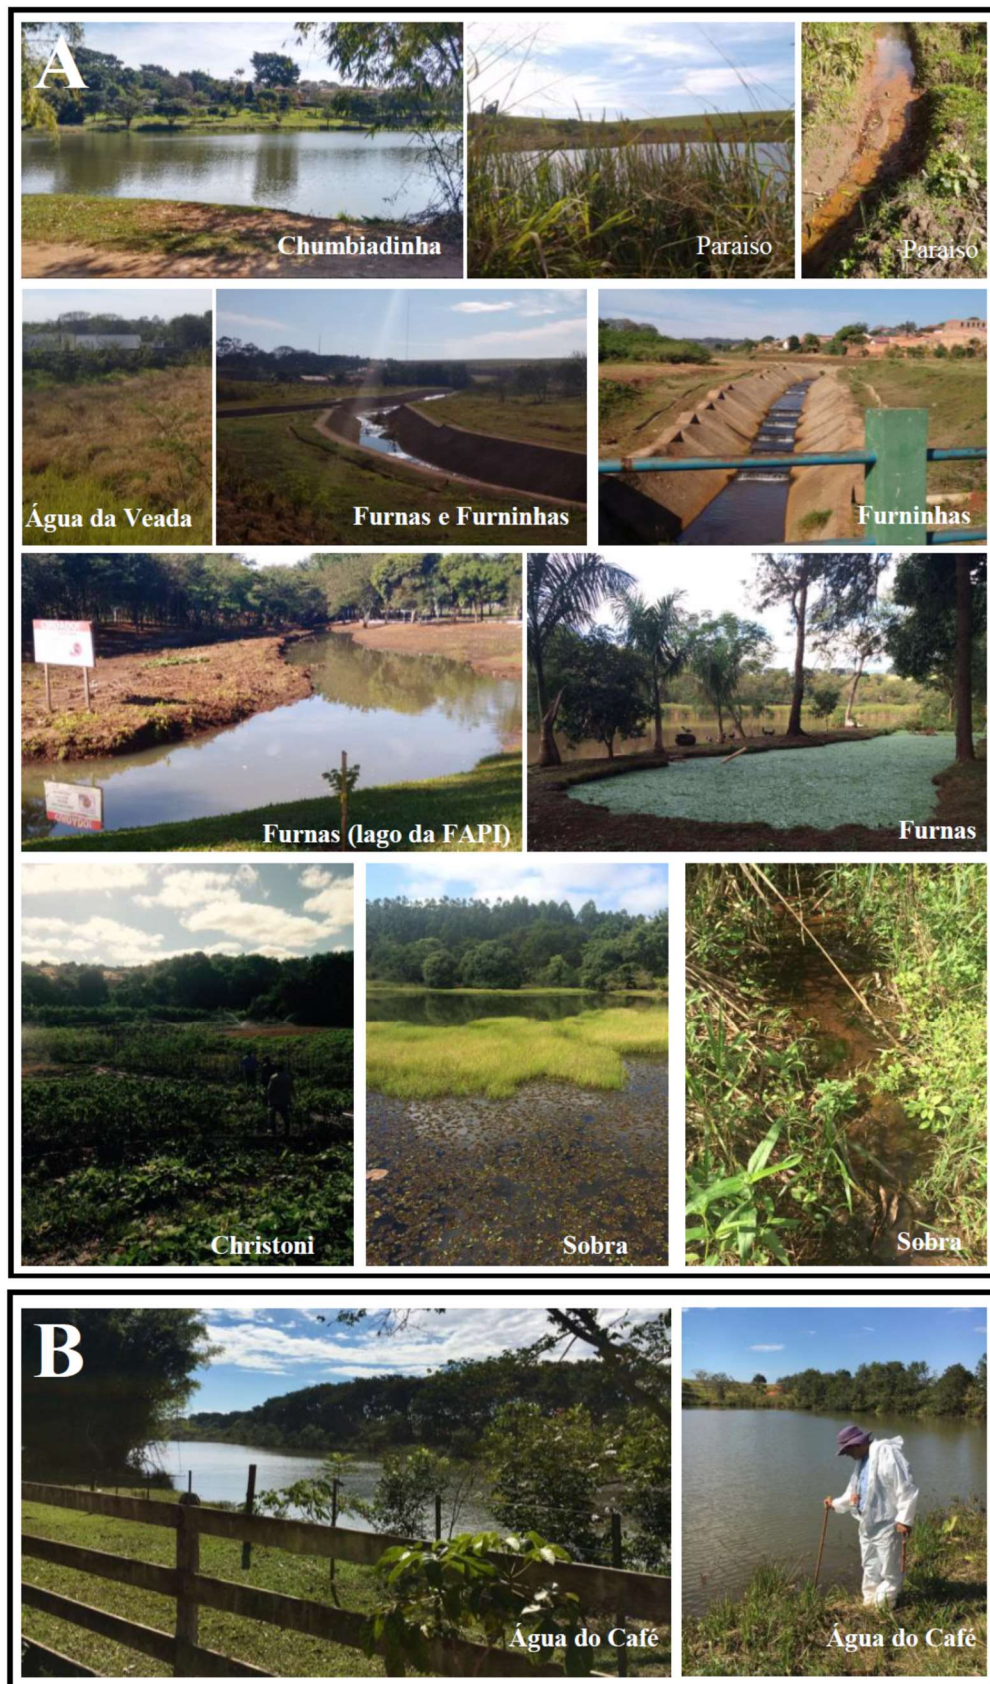 A
Chumbiadinha
Paraiso
Paraiso
Água da Veada
Furnas e Furninhas
Furninhas
Furnas (lago da FAPI)
Furnas
Christoni
Sobra
Sobra
B
Água do Café
Água do Café